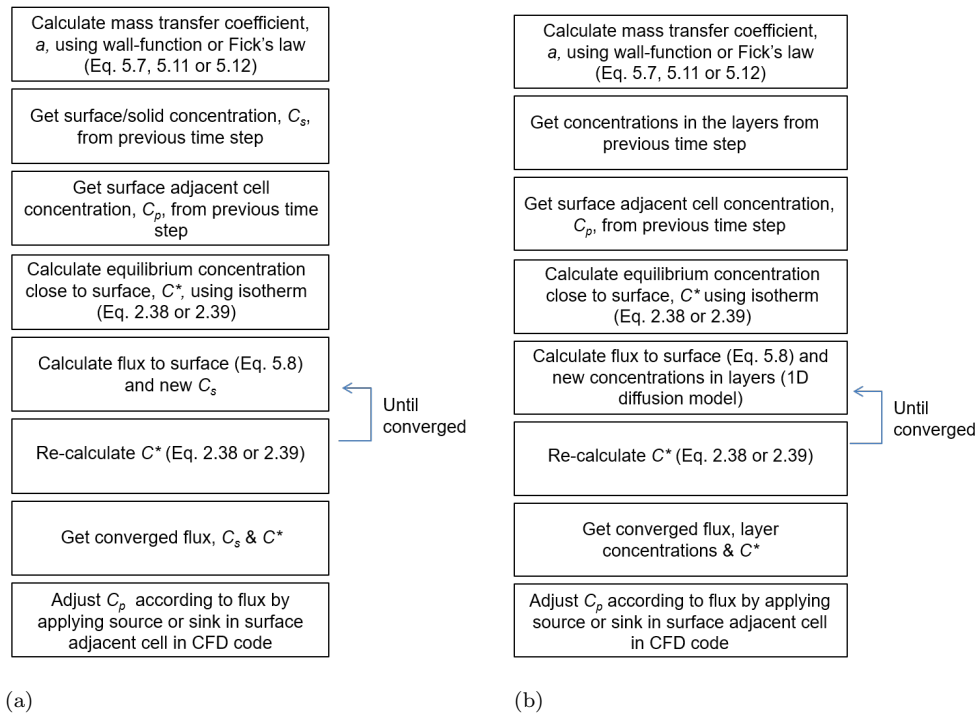 Calculate mass transfer coefficient,
a, using wall-function or Fick's law
(Eq. 5.7, 5.11 or 5.12)
Get surface/solid concentration, Cs,
from previous time step
Get surface adjacent cell
concentration, Cp, from previous time
step
Calculate equilibrium concentration
close to surface, C*, using isotherm
(Eq. 2.38 or 2.39)
Calculate flux to surface (Eq. 5.8)
and new Cs
Until
converged
Re-calculate C* (Eq. 2.38 or 2.39)
Get converged flux, Cs & C*
Adjust Cp according to flux by
applying source or sink in surface
adjacent cell in CFD code
(a)
Calculate mass transfer coefficient,
a, using wall-function or Fick's law
(Eq. 5.7, 5.11 or 5.12)
Get concentrations in the layers from
previous time step
Get surface adjacent cell concentration,
Cp, from previous time step
Calculate equilibrium concentration
close to surface, C* using isotherm
(Eq. 2.38 or 2.39)
Calculate flux to surface (Eq. 5.8) and
new concentrations in layers (1D
diffusion model)
Until
converged
Re-calculate C* (Eq. 2.38 or 2.39)
Get converged flux, layer
concentrations & C*
Adjust Cp according to flux by applying
source or sink in surface adjacent cell
in CFD code
(b)